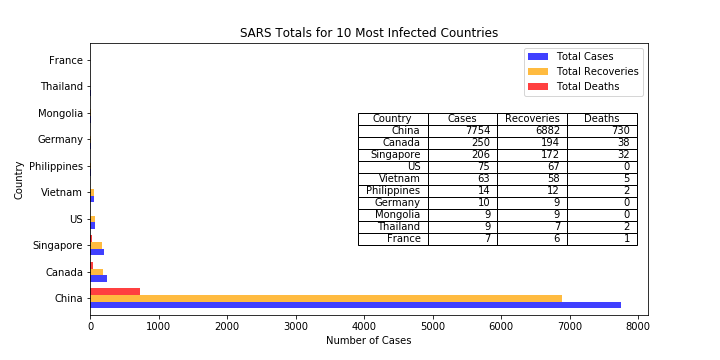 SARS Totals for 10 Most Infected Countries
Total Cases
Total Recoveries
Total Deaths
Country
France
Thailand
Mongolia
Germany
Philippines
Vietnam
US
Singapore
Canada
China
Country Cases Recoveries Deaths
China 7754 6882 730
Canada 250 194 38
Singapore 206 172 32
US 75 67 0
Vietnam 63 58 5
Philippines 14 12 2
Germany 10 9 0
Mongolia 9 9 0
Thailand 9 7 2
France 7 6 1
0 1000 2000 3000 4000 5000 6000 7000 8000
Number of Cases